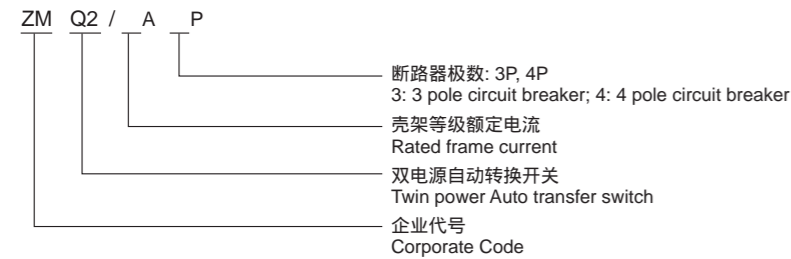 ZM Q2 / _A _P
断路器极数: 3P, 4P
3: 3 pole circuit breaker; 4: 4 pole circuit breaker
壳架等级额定电流
Rated frame current
双电源自动转换开关
Twin power Auto transfer switch
企业代号
Corporate Code